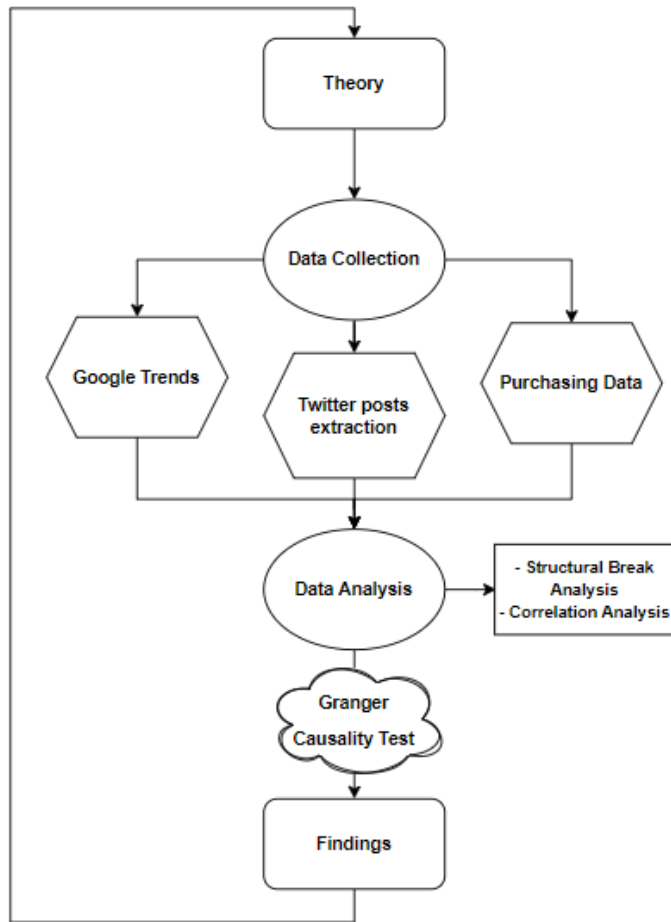 Theory
Data Collection
Google Trends
Twitter posts
extraction
Purchasing Data
Data Analysis
- Structural Break
Analysis
- Correlation Analysis
Granger
Causality Test
Findings